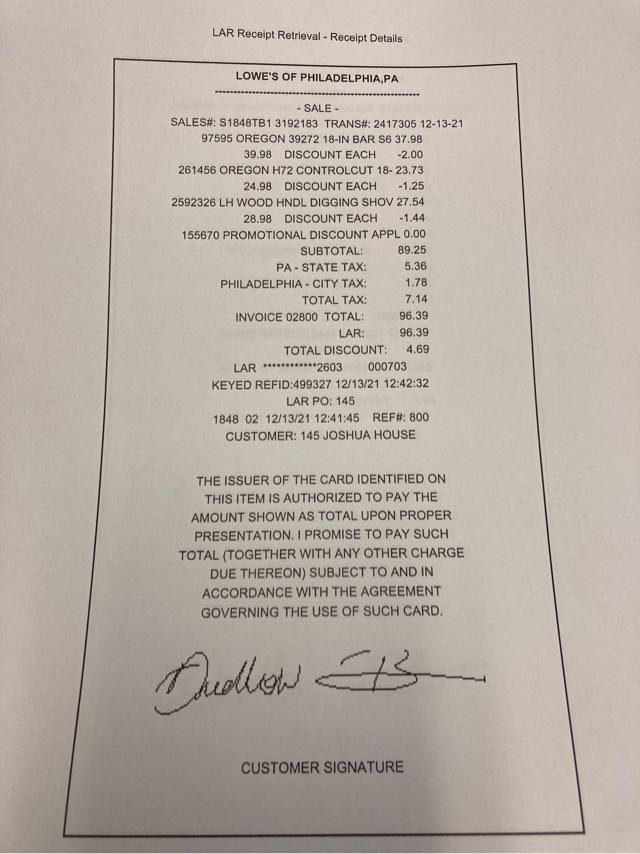 LAR Receipt Retrieval - Receipt Details
LOWE'S OF PHILADELPHIA,PA
- SALE -
SALES#: S1848TB1 3192183 TRANS#: 2417305 12-13-21
97595 OREGON 39272 18-IN BAR S6 37.98
39.98 DISCOUNT EACH -2.00
261456 OREGON H72 CONTROLCUT 18- 23.73
24.98 DISCOUNT EACH -1.25
2592326 LH WOOD HNDL DIGGING SHOV 27.54
28.98 DISCOUNT EACH -1.44
155670 PROMOTIONAL DISCOUNT APPL 0.00
SUBTOTAL: 89.25
PA - STATE TAX: 5.36
PHILADELPHIA - CITY TAX: 1.78
TOTAL TAX: 7.14
INVOICE 02800 TOTAL: 96.39
LAR: 96.39
TOTAL DISCOUNT: 4.69
LAR ************2603 000703
KEYED REFID:499327 12/13/21 12:42:32
LAR PO: 145
1848 02 12/13/21 12:41:45 REF#: 800
CUSTOMER: 145 JOSHUA HOUSE
THE ISSUER OF THE CARD IDENTIFIED ON
THIS ITEM IS AUTHORIZED TO PAY THE
AMOUNT SHOWN AS TOTAL UPON PROPER
PRESENTATION. I PROMISE TO PAY SUCH
TOTAL (TOGETHER WITH ANY OTHER CHARGE
DUE THEREON) SUBJECT TO AND IN
ACCORDANCE WITH THE AGREEMENT
GOVERNING THE USE OF SUCH CARD.
CUSTOMER SIGNATURE